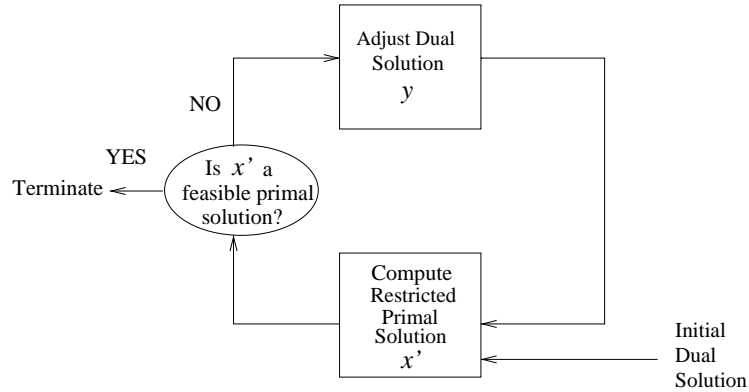 Adjust Dual
Solution
y
NO
YES
Is x' a
feasible primal
solution?
Terminate
Compute
Restricted
Primal
Solution
x'
Initial
Dual
Solution